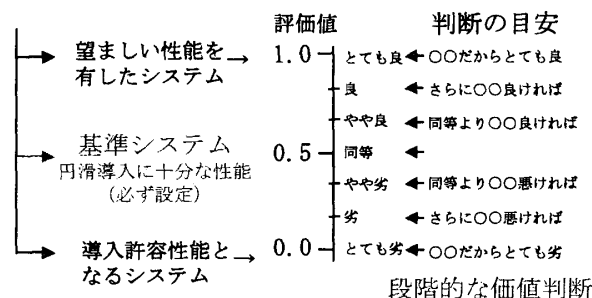 評価値 判断の目安
望ましい性能を 1.0 とても良 ○○だからとても良
有したシステム
良 さらに○○良ければ
やや良 同等より○○良ければ
基準システム
円滑導入に十分な性能 0.5 同等
(必ず設定)
やや劣 同等より○○悪ければ
劣 さらに○○悪ければ
導入許容性能と 0.0 とても劣 ○○だからとても劣
なるシステム
段階的な価値判断